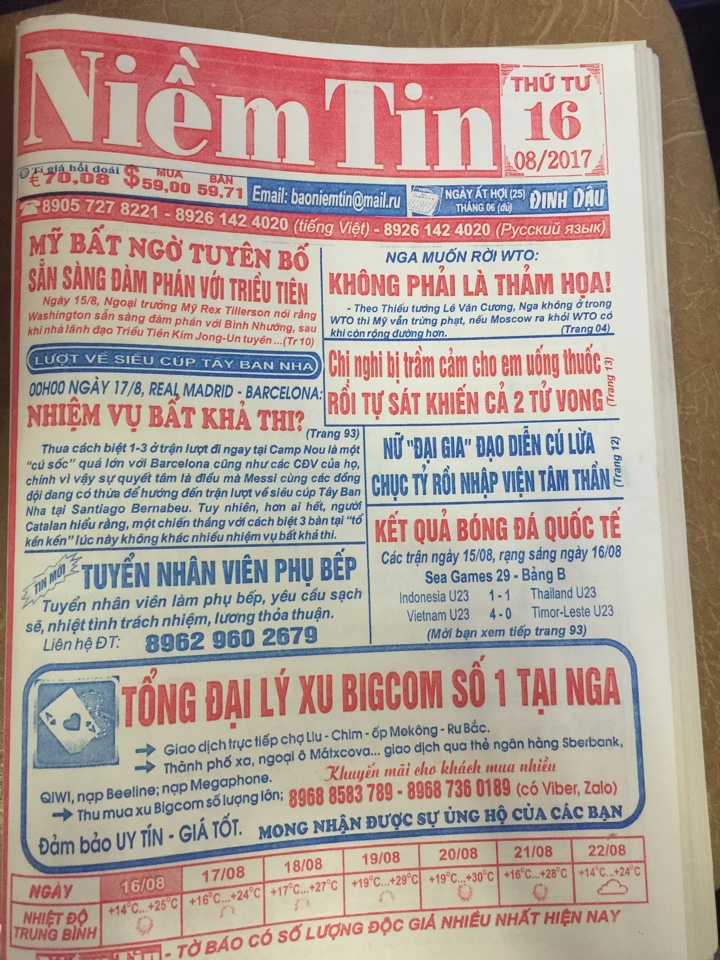 Niềm Tin
THỨ TƯ
16
08/2017
Tỉ giá hối đoái
MUA BÁN
€70,08 $59,00 59,71
Email: baoniemtin@mail.ru
NGÀY ẤT HỢI (25)
THÁNG 06 (đủ)
ĐINH DẬU
☎8905 727 8221 - 8926 142 4020 (tiếng Việt) - 8926 142 4020 (Русский язык)
MỸ BẤT NGỜ TUYÊN BỐ
SẴN SÀNG ĐÀM PHÁN VỚI TRIỀU TIÊN
Ngày 15/8, Ngoại trưởng Mỹ Rex Tillerson nói rằng
Washington sẵn sàng đàm phán với Bình Nhưỡng, sau
khi nhà lãnh đạo Triều Tiên Kim Jong-Un tuyên ...(Tr 10)
NGA MUỐN RỜI WTO:
KHÔNG PHẢI LÀ THẢM HỌA!
- Theo Thiếu tướng Lê Văn Cương, Nga không ở trong
WTO thì Mỹ vẫn trừng phạt, nếu Moscow ra khỏi WTO có
khi còn rộng đường hơn.
(Trang 04)
LƯỢT VỀ SIÊU CÚP TÂY BAN NHA
00H00 NGÀY 17/8, REAL MADRID - BARCELONA:
NHIỆM VỤ BẤT KHẢ THI?
(Trang 93)
Thua cách biệt 1-3 ở trận lượt đi ngay tại Camp Nou là một
"cú sốc" quá lớn với Barcelona cũng như các CĐV của họ,
chính vì vậy sự quyết tâm là điều mà Messi cùng các đồng
đội đang có thừa để hướng đến trận lượt về siêu cúp Tây Ban
Nha tại Santiago Bernabeu. Tuy nhiên, hơn ai hết, người
Catalan hiểu rằng, một chiến thắng với cách biệt 3 bàn tại "tổ
kền kền" lúc này không khác nhiều nhiệm vụ bất khả thi.
Chị nghi bị trầm cảm cho em uống thuốc
RỒI TỰ SÁT KHIẾN CẢ 2 TỬ VONG
(Trang 13)
NỮ "ĐẠI GIA" ĐẠO DIỄN CÚ LỪA
CHỤC TỶ RỒI NHẬP VIỆN TÂM THẦN
(Trang 12)
KẾT QUẢ BÓNG ĐÁ QUỐC TẾ
Các trận ngày 15/08, rạng sáng ngày 16/08
Sea Games 29 - Bảng B
Indonesia U23 1 - 1 Thailand U23
Vietnam U23 4-0 Timor-Leste U23
(Mời bạn xem tiếp trang 93)
TIN MỚI
TUYỂN NHÂN VIÊN PHỤ BẾP
Tuyển nhân viên làm phụ bếp, yêu cầu sạch
sẽ, nhiệt tình trách nhiệm, lương thỏa thuận.
Liên hệ ĐT: 8962 960 2679
TỔNG ĐẠI LÝ XU BIGCOM SỐ 1 TẠI NGA
Giao dịch trực tiếp chợ Liu - Chim - ốp Mekông - Rư Bắc.
Thành phố xa, ngoại ô Mátxcova... giao dịch qua thẻ ngân hàng Sberbank,
QIWI, nạp Beeline; nạp Megaphone.
Khuyến mãi cho khách mua nhiều
Thu mua xu Bigcom số lượng lớn; 8968 8583 789 - 8968 736 0189 (có Viber, Zalo)
Đảm bảo UY TÍN - GIÁ TỐT. MONG NHẬN ĐƯỢC SỰ ỦNG HỘ CỦA CÁC BẠN
NGÀY 16/08 17/08 18/08 19/08 20/08 21/08 22/08
NHIỆT ĐỘ TRUNG BÌNH +14°C...+25°C +16°C...+24°C +17°C...+27°C +19°C...+29°C +19°C...+30°C +16°C...+28°C +14°C...+24°C
- TỜ BÁO CÓ SỐ LƯỢNG ĐỘC GIẢ NHIỀU NHẤT HIỆN NAY